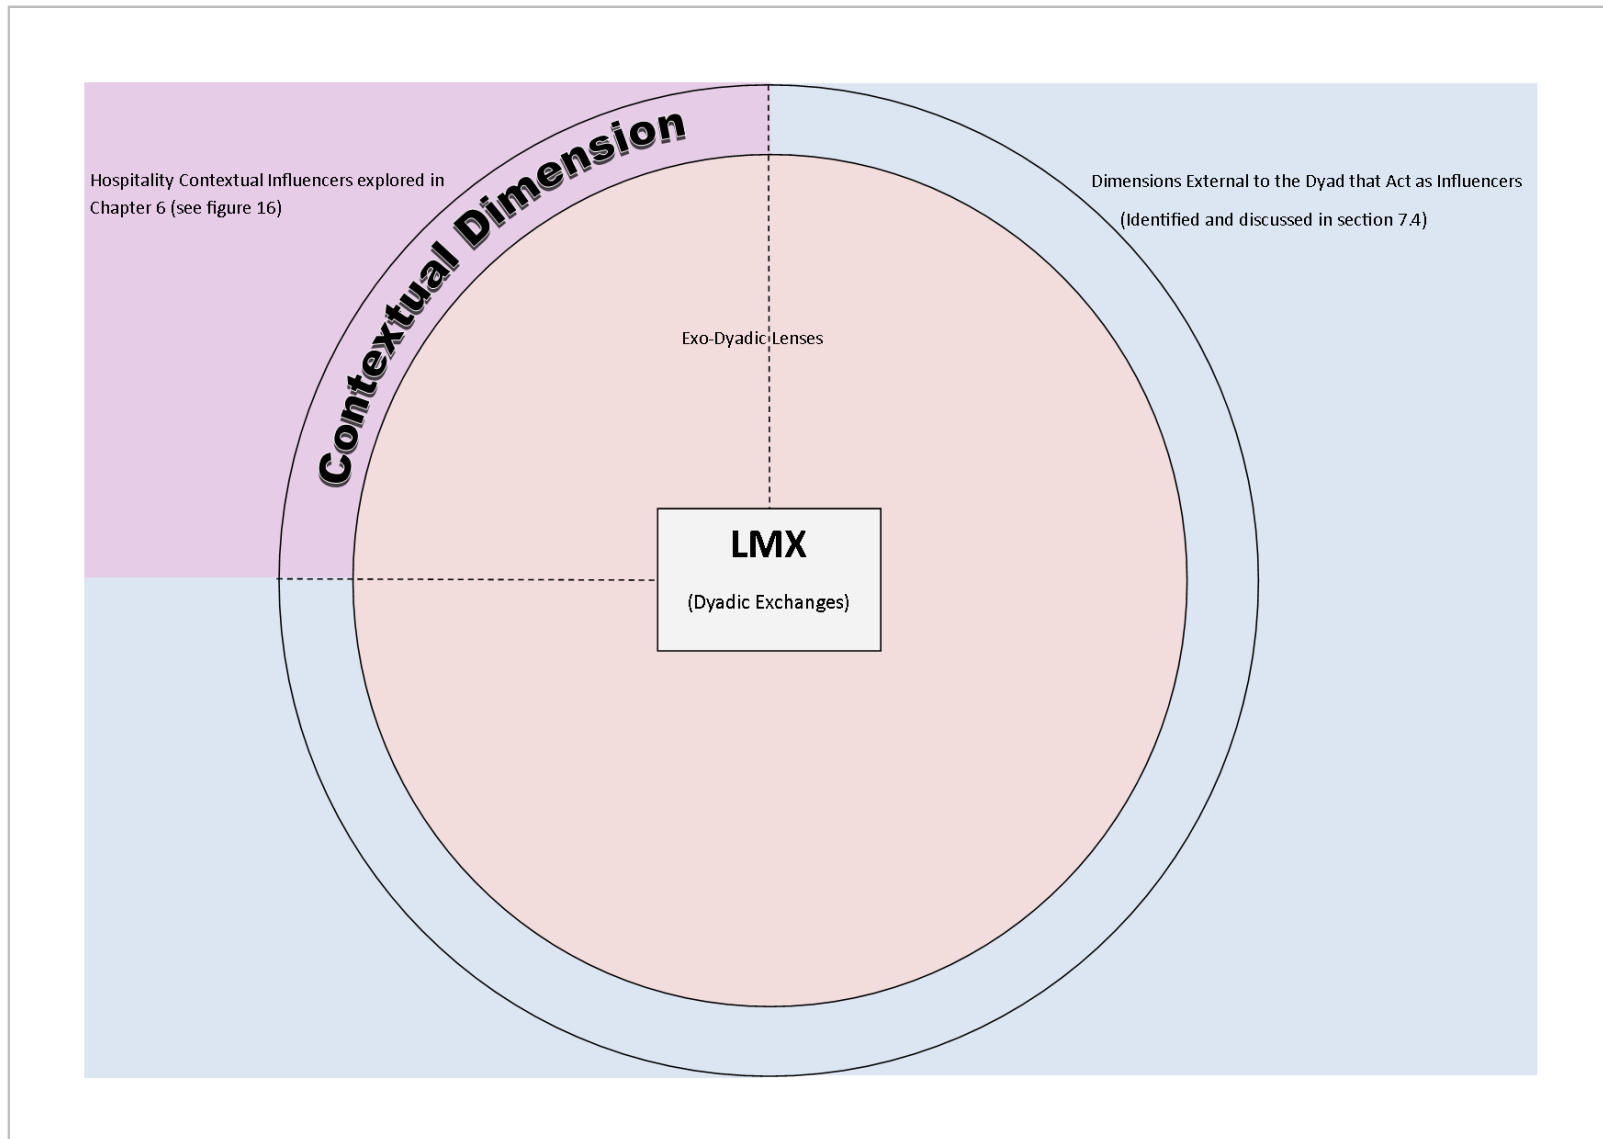 Contextual Dimension
Hospitality Contextual Influencers explored in
Chapter 6 (see figure 16)
Dimensions External to the Dyad that Act as Influencers
(Identified and discussed in section 7.4)
Exo-Dyadic Lenses
LMX
(Dyadic Exchanges)